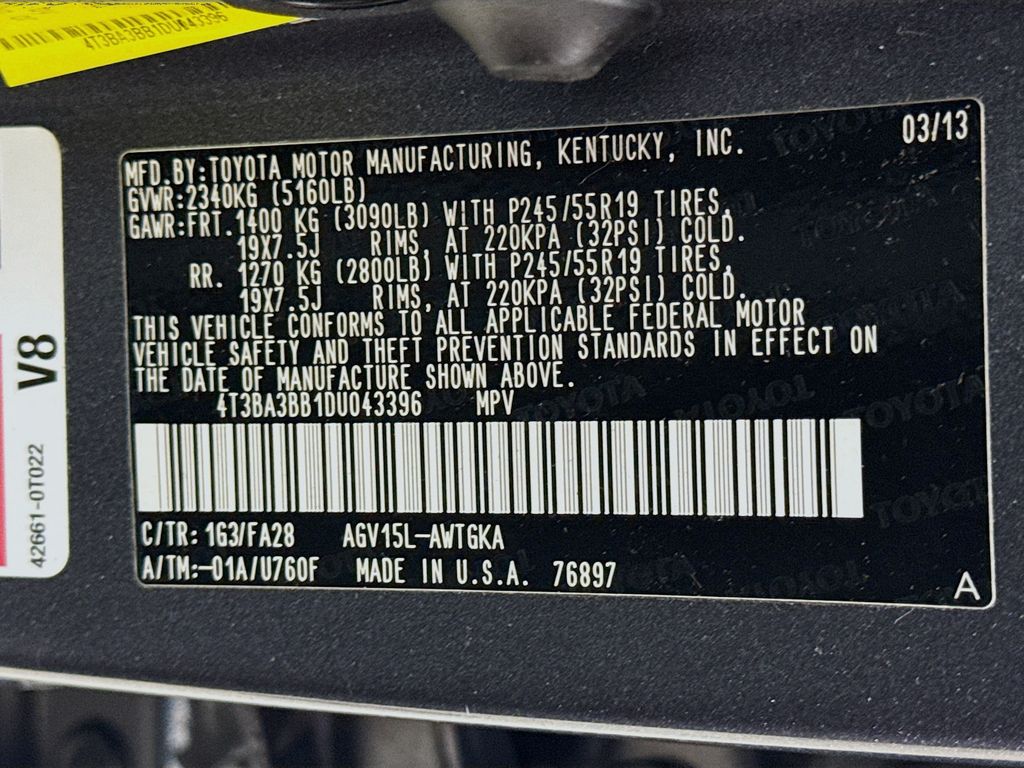 4T3BA3BB1DU043396
03/13
MFD.BY:TOYOTA MOTOR MANUFACTURING, KENTUCKY, INC.
GVWR:2340KG (5160LB)
GAWR:FRT.1400 KG (3090LB) WITH P245/55R19 TIRES,
19X7.5J RIMS, AT 220KPA (32PSI) COLD.
RR. 1270 KG (2800LB) WITH P245/55R19 TIRES,
19X7.5J RIMS, AT 220KPA (32PSI) COLD.
THIS VEHICLE CONFORMS TO ALL APPLICABLE FEDERAL MOTOR
VEHICLE SAFETY AND THEFT PREVENTION STANDARDS IN EFFECT ON
THE DATE OF MANUFACTURE SHOWN ABOVE.
4T3BA3BB1DU043396 MPV
C/TR: 1G3/FA28 AGV15L-AWTGKA
A/TM:-01A/U760F MADE IN U.S.A. 76897
A
V8
42661-0T022
TOYOTA
TOYOTA
TOYOTA